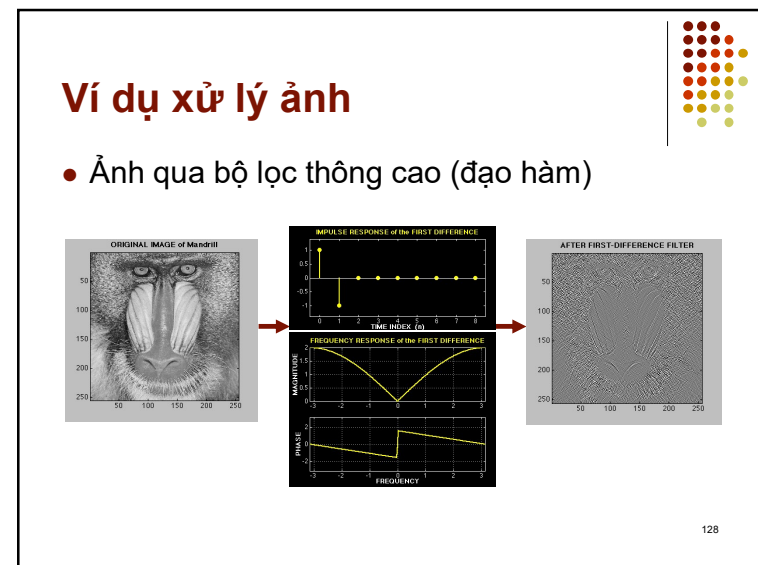 Ví dụ xử lý ảnh
Ảnh qua bộ lọc thông cao (đạo hàm)
ORIGINAL IMAGE of Mandrill
50
100
150
200
250
50 100 150 200 250
IMPULSE RESPONSE of the FIRST DIFFERENCE
1
0.5
0
-0.5
-1
0 1 2 3 4 5 6 7 8
TIME INDEX (n)
FREQUENCY RESPONSE of the FIRST DIFFERENCE
MAGNITUDE
2
1.5
1
0.5
0
-3 -2 -1 0 1 2 3
PHASE
2
0
-2
-3 -2 -1 0 1 2 3
FREQUENCY
AFTER FIRST-DIFFERENCE FILTER
50
100
150
200
250
50 100 150 200 250
128